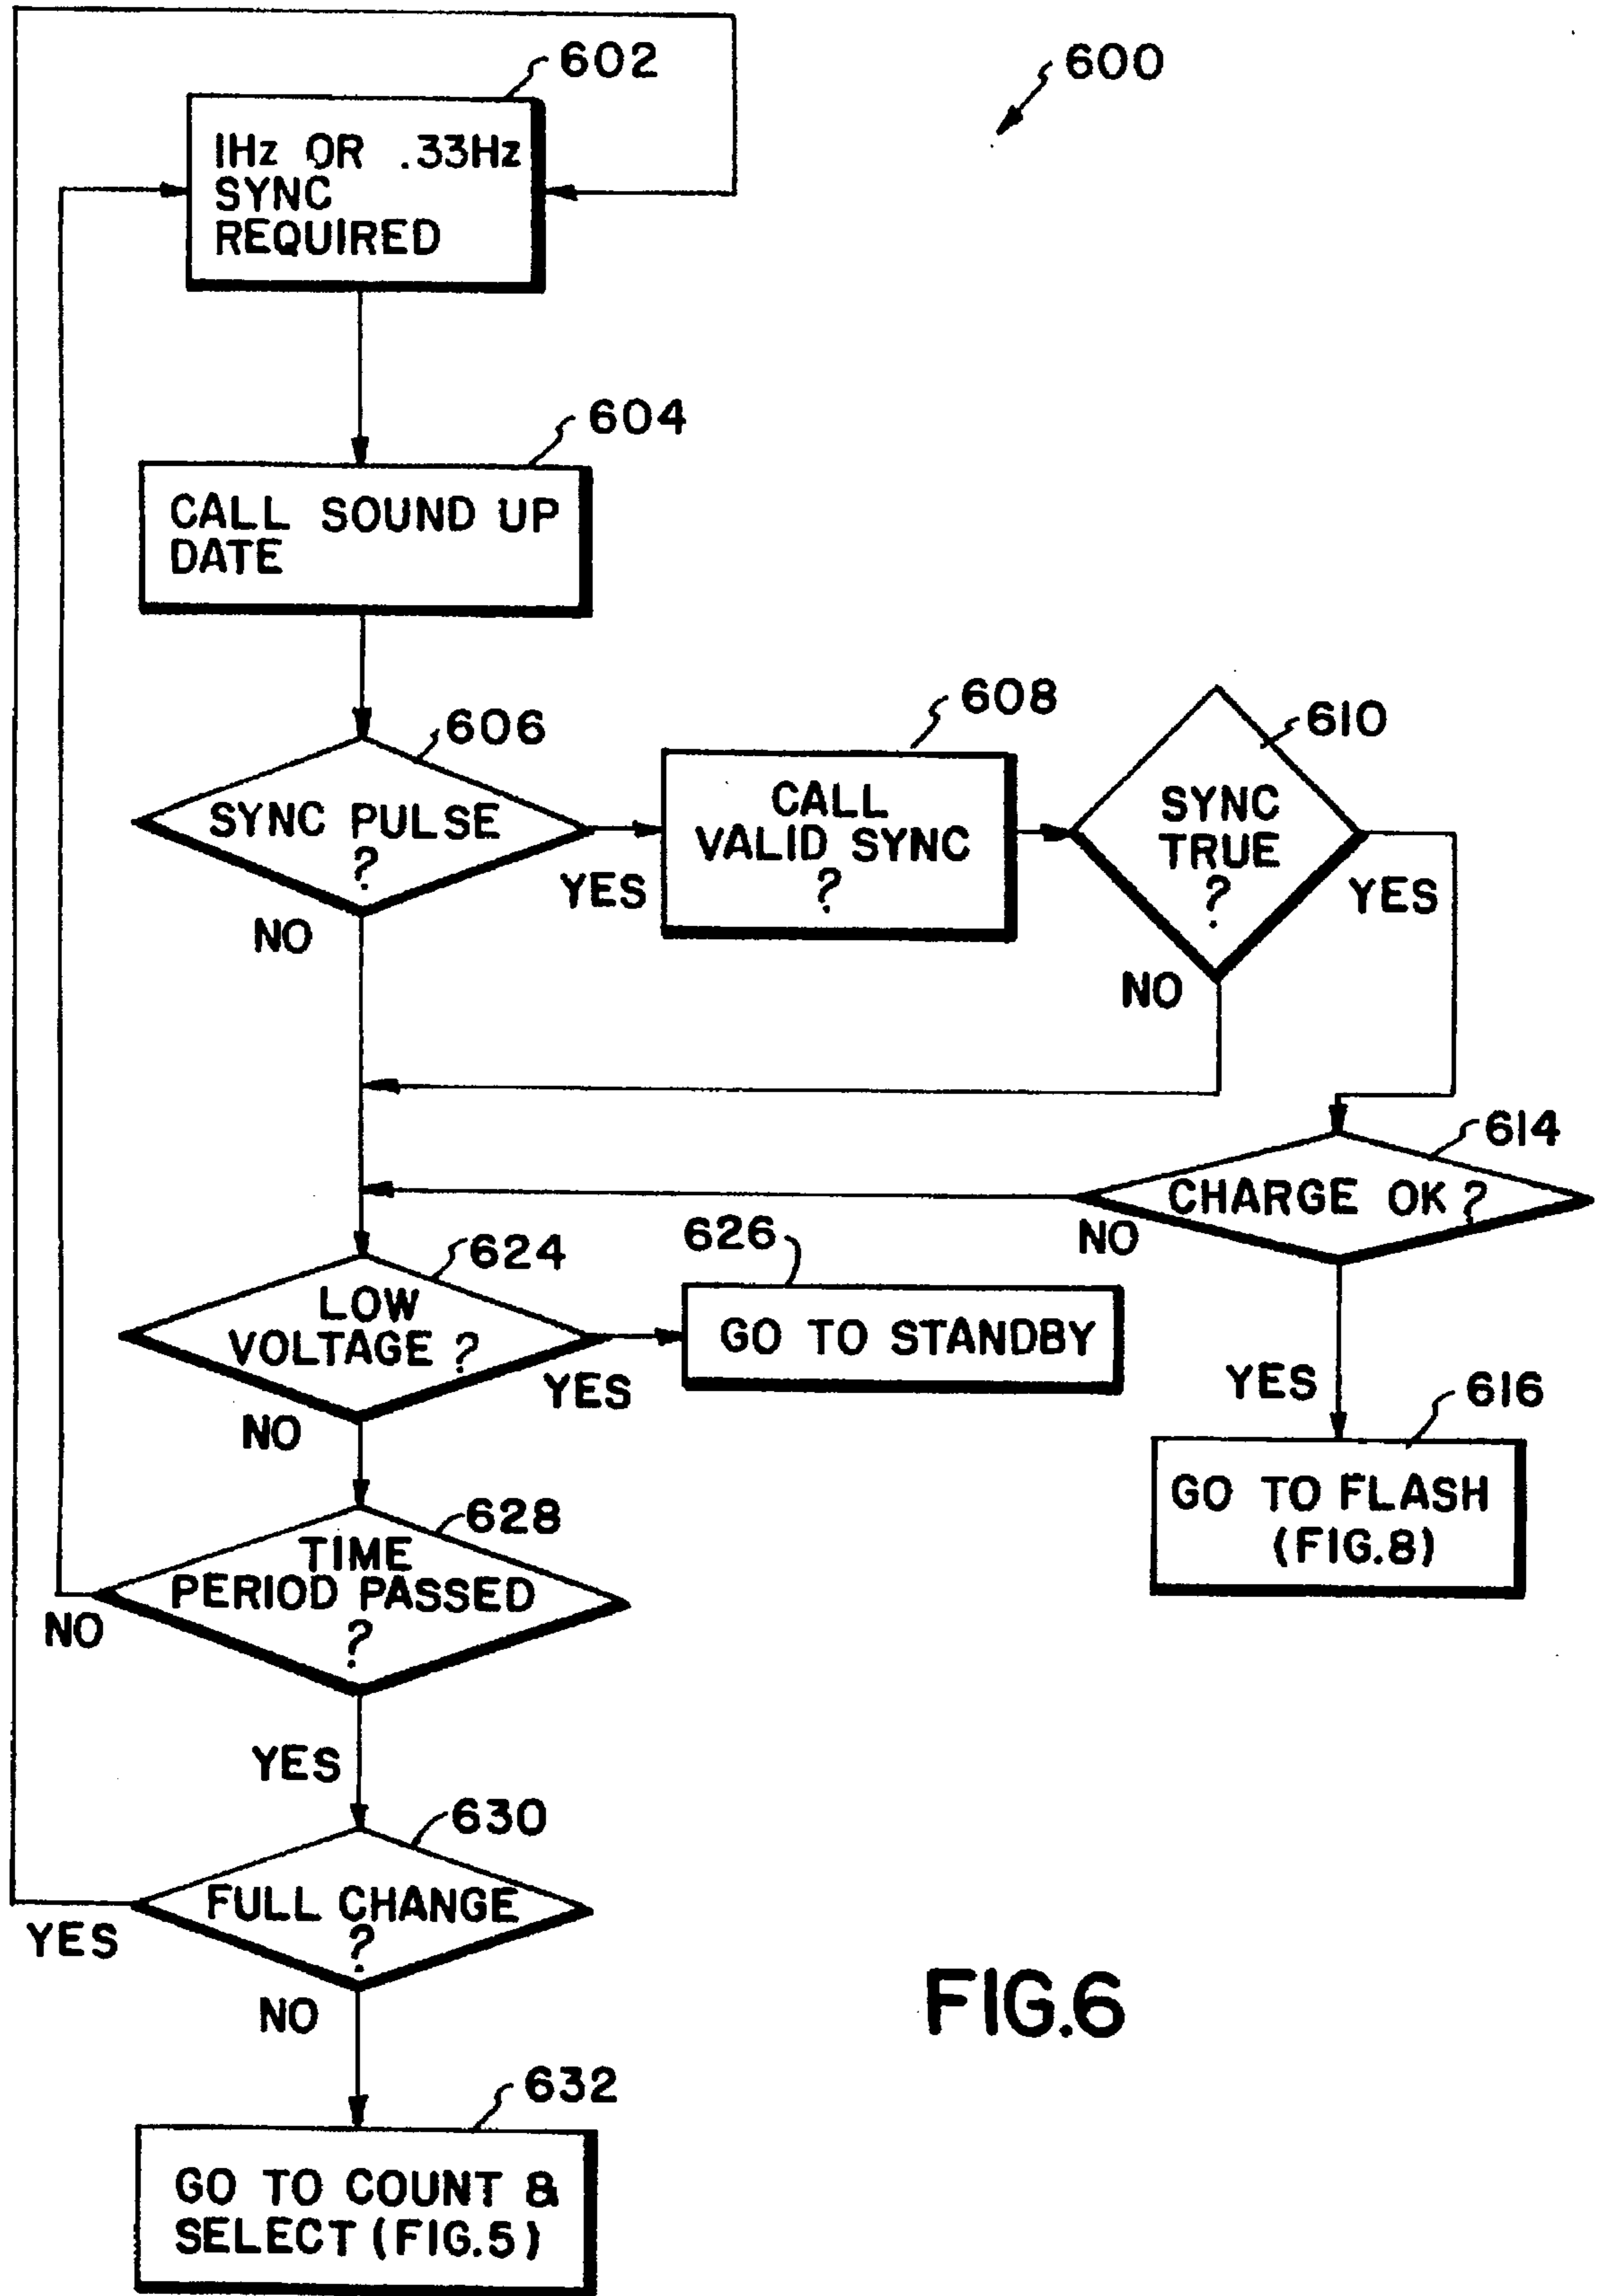 602
600
1Hz OR .33Hz
SYNC
REQUIRED
604
CALL SOUND UP
DATE
606
608
610
SYNC PULSE
?
YES
NO
CALL
VALID SYNC
?
SYNC
TRUE
?
YES
NO
614
CHARGE OK ?
NO
YES
624
626
LOW
VOLTAGE ?
YES
NO
GO TO STANDBY
616
GO TO FLASH
(FIG.8)
628
TIME
PERIOD PASSED
?
NO
YES
630
FULL CHANGE
?
YES
NO
FIG.6
632
GO TO COUNT &
SELECT (FIG.5)